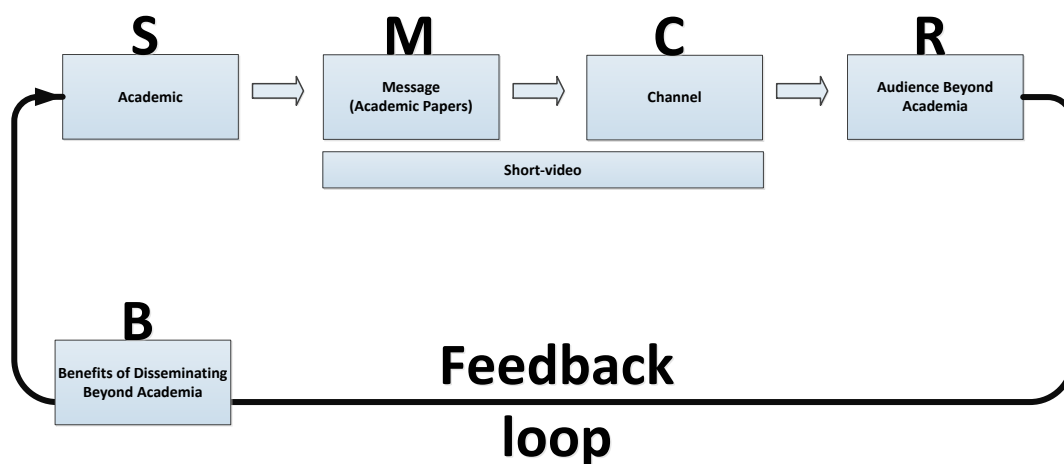 S
M
C
R
Academic
Message
(Academic Papers)
Channel
Audience Beyond
Academia
Short-video
B
Benefits of Disseminating
Beyond Academia
Feedback
loop